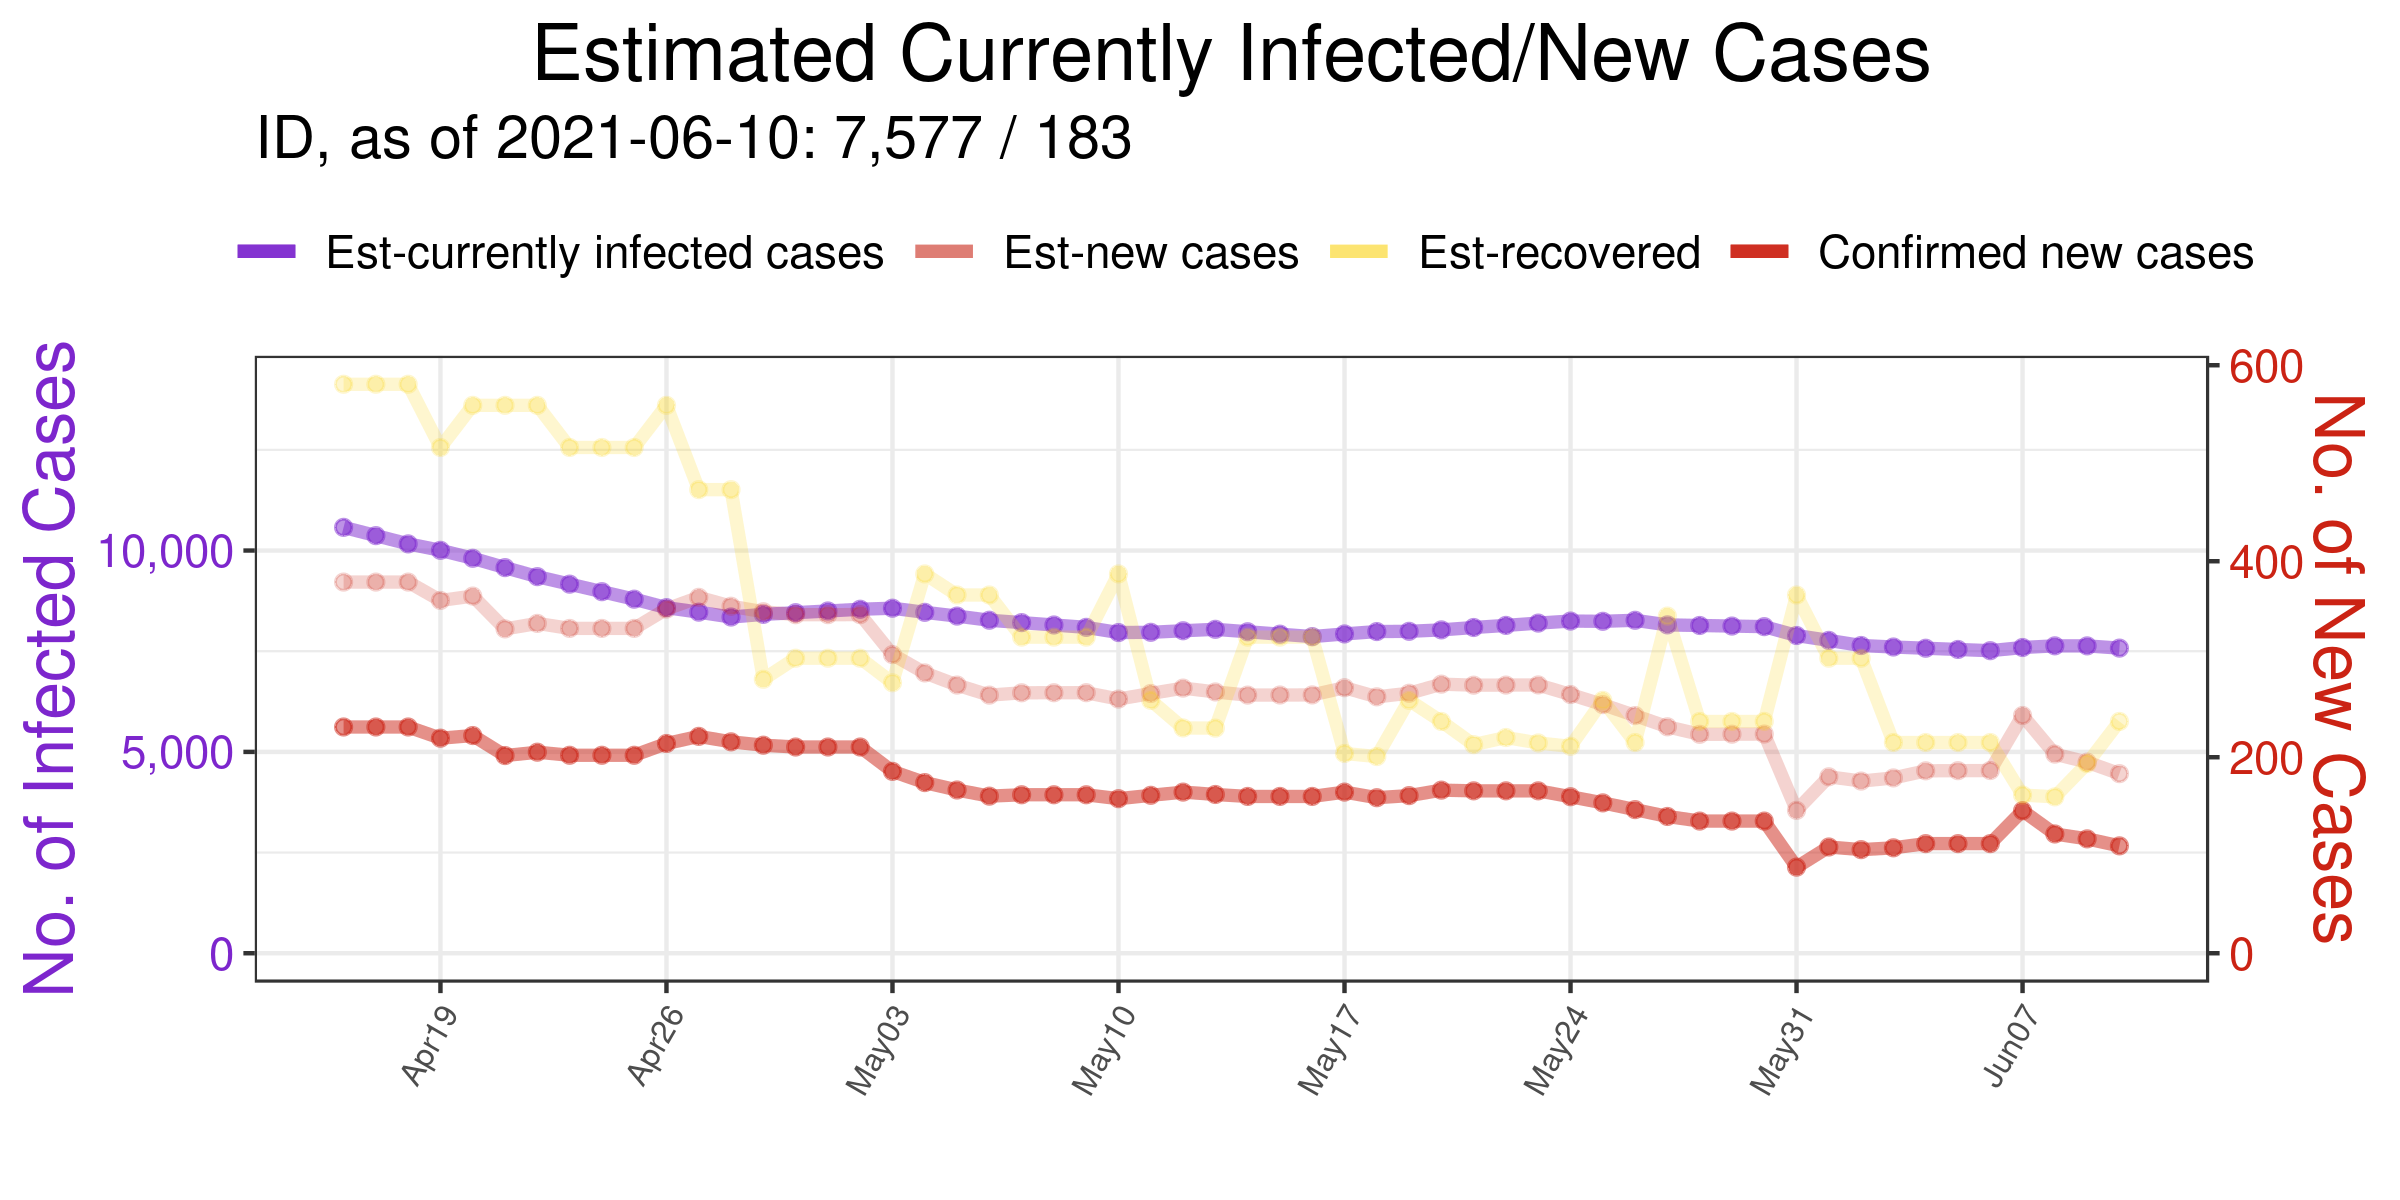 Estimated Currently Infected/New Cases
ID, as of 2021-06-10: 7,577 / 183
Est-currently infected cases
Est-new cases
Est-recovered
Confirmed new cases
No. of Infected Cases
10,000
5,000
0
600
400
200
0
No. of New Cases
Apr19
Apr26
May03
May10
May17
May24
May31
Jun07